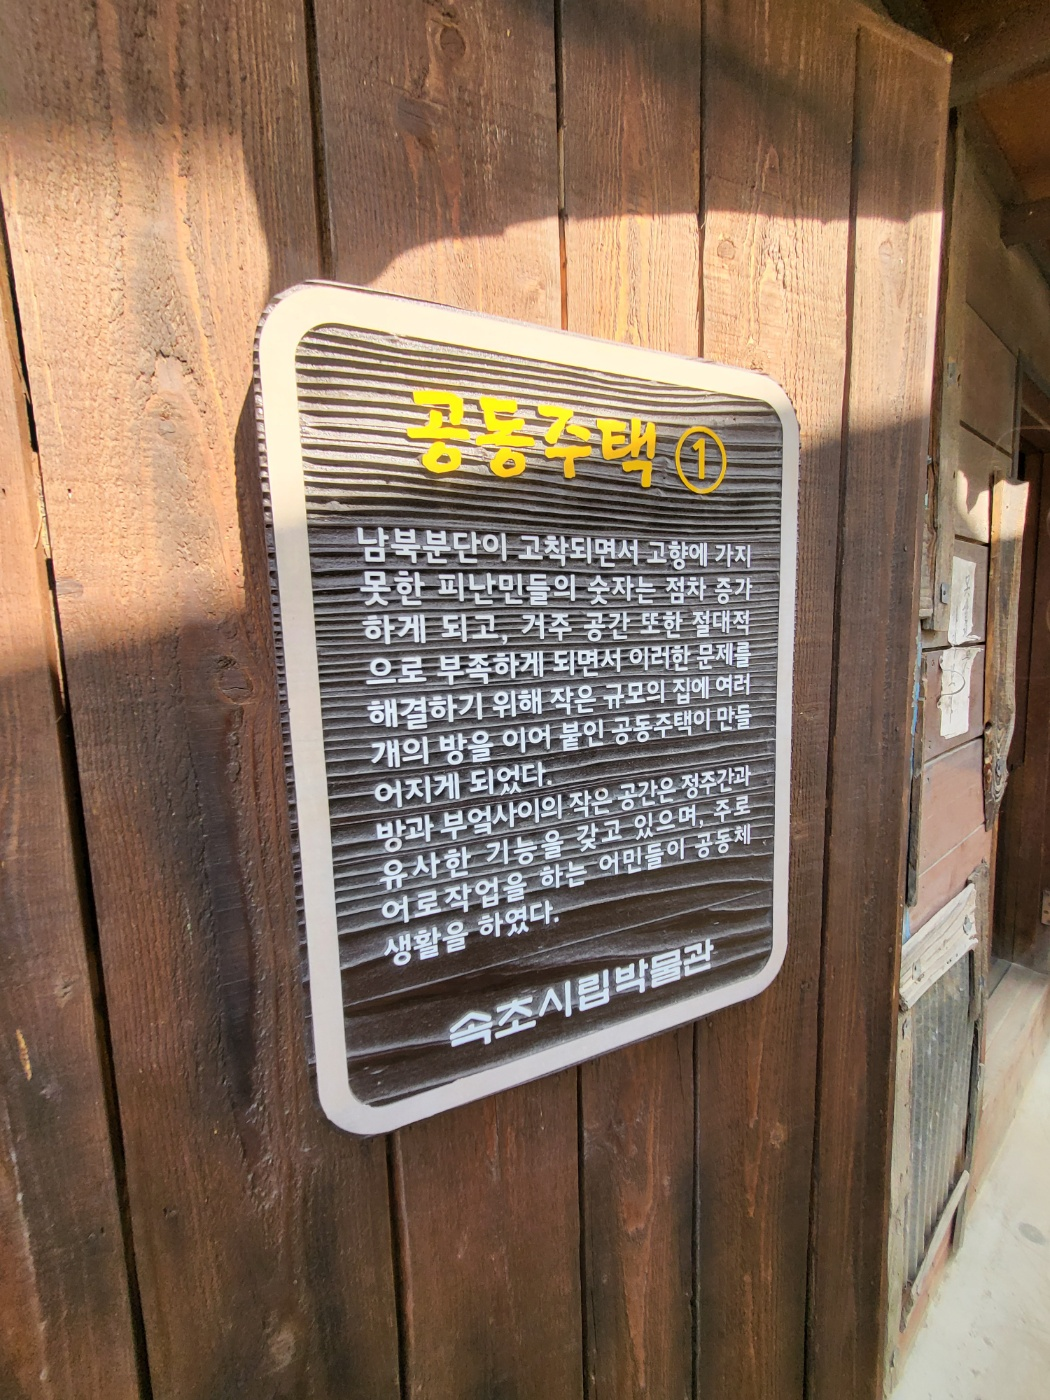 공동주택 ①
남북분단이 고착되면서 고향에 가지
못한 피난민들의 숫자는 점차 증가
하게 되고, 거주 공간 또한 절대적
으로 부족하게 되면서 이러한 문제를
해결하기 위해 작은 규모의 집에 여러
개의 방을 이어 붙인 공동주택이 만들
어지게 되었다.
방과 부엌사이의 작은 공간은 정주간과
유사한 기능을 갖고 있으며, 주로
어로작업을 하는 어민들이 공동체
생활을 하였다.
속초시립박물관